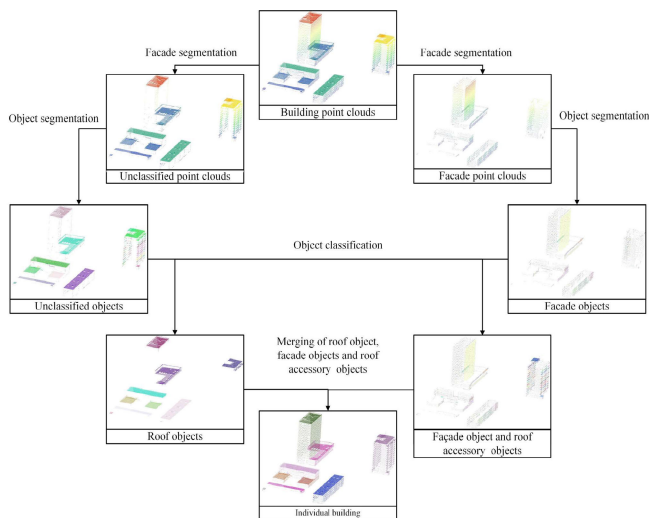 Facade segmentation
Facade segmentation
Building point clouds
Object segmentation
Object segmentation
Unclassified point clouds
Facade point clouds
Object classification
Unclassified objects
Facade objects
Merging of roof object,
facade objects and roof
accessory objects
Roof objects
Façade object and roof
accessory objects
Individual building